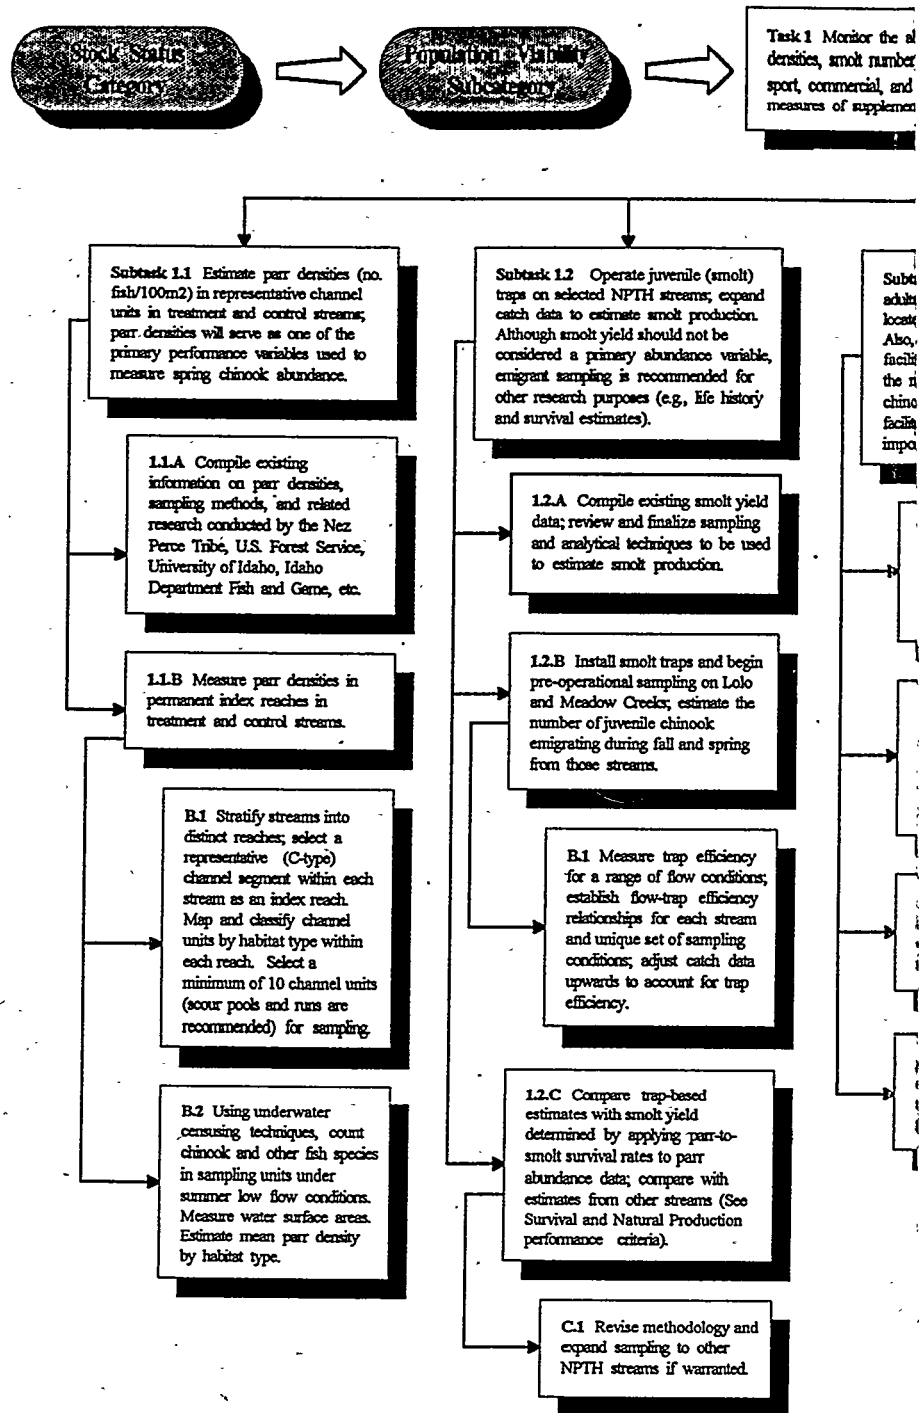 Stock Status
Category
Population Viability
Subcategory
Task 1 Monitor the
densities, smolt number
sport, commercial, and
measures of supplemen
Subtask 1.1 Estimate parr densities (no.
fish/100m2) in representative channel
units in treatment and control streams;
parr densities will serve as one of the
primary performance variables used to
measure spring chinook abundance.
1.1.A Compile existing
information on parr densities,
sampling methods, and related
research conducted by the Nez
Perce Tribe, U.S. Forest Service,
University of Idaho, Idaho
Department Fish and Game, etc.
1.1.B Measure parr densities in
permanent index reaches in
treatment and control streams.
B.1 Stratify streams into
distinct reaches; select a
representative (C-type)
channel segment within each
stream as an index reach.
Map and classify channel
units by habitat type within
each reach. Select a
minimum of 10 channel units
(scour pools and runs are
recommended) for sampling.
B.2 Using underwater
censusing techniques, count
chinook and other fish species
in sampling units under
summer low flow conditions.
Measure water surface areas.
Estimate mean parr density
by habitat type.
Subtask 1.2 Operate juvenile (smolt)
traps on selected NPTH streams; expand
catch data to estimate smolt production.
Although smolt yield should not be
considered a primary abundance variable,
emigrant sampling is recommended for
other research purposes (e.g., life history
and survival estimates).
1.2.A Compile existing smolt yield
data; review and finalize sampling
and analytical techniques to be used
to estimate smolt production.
1.2.B Install smolt traps and begin
pre-operational sampling on Lolo
and Meadow Creeks; estimate the
number of juvenile chinook
emigrating during fall and spring
from those streams.
B.1 Measure trap efficiency
for a range of flow conditions;
establish flow-trap efficiency
relationships for each stream
and unique set of sampling
conditions; adjust catch data
upwards to account for trap
efficiency.
1.2.C Compare trap-based
estimates with smolt yield
determined by applying parr-to-
smolt survival rates to parr
abundance data; compare with
estimates from other streams (See
Survival and Natural Production
performance criteria).
C.1 Revise methodology and
expand sampling to other
NPTH streams if warranted.
Subta
adult
locate
Also,
facili
the n
chino
facili
impo